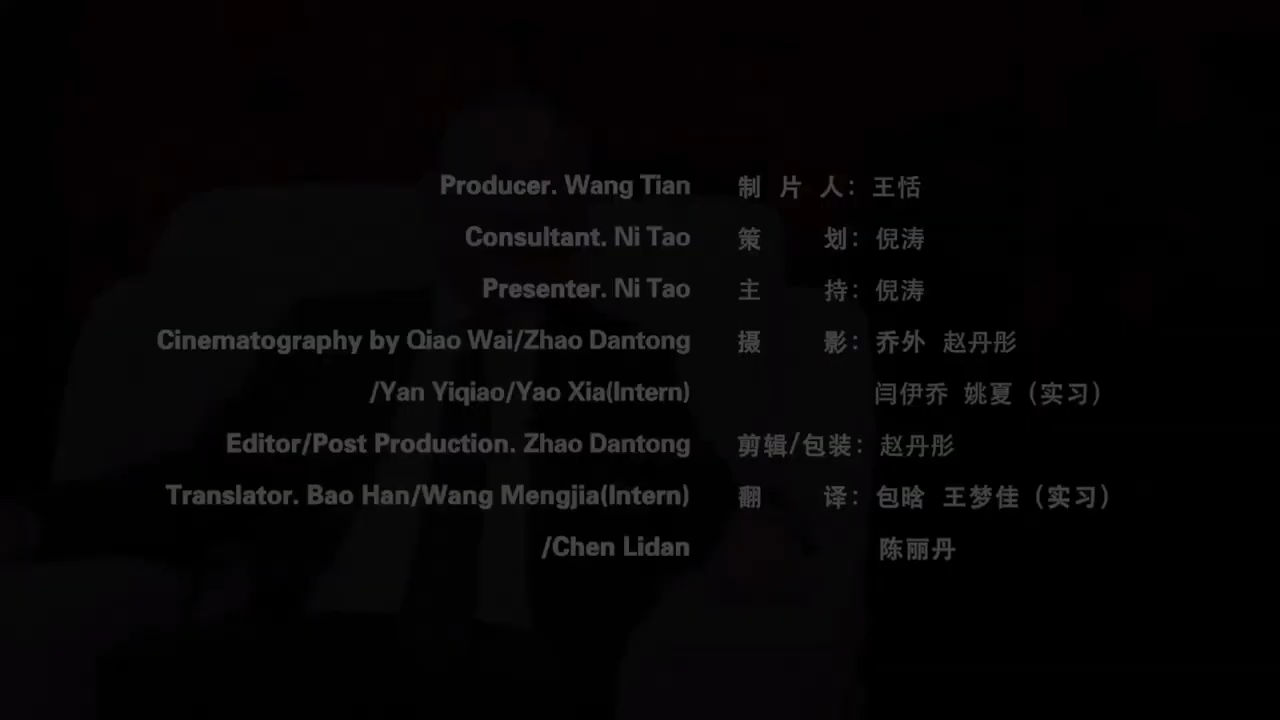 Producer. Wang Tian 制 片 人：王恬
Consultant. Ni Tao 策 划：倪涛
Presenter. Ni Tao 主 持：倪涛
Cinematography by Qiao Wai/Zhao Dantong 摄 影：乔外 赵丹彤
/Yan Yiqiao/Yao Xia(Intern) 闫伊乔 姚夏（实习）
Editor/Post Production. Zhao Dantong 剪辑/包装：赵丹彤
Translator. Bao Han/Wang Mengjia(Intern) 翻 译：包晗 王梦佳（实习）
/Chen Lidan 陈丽丹